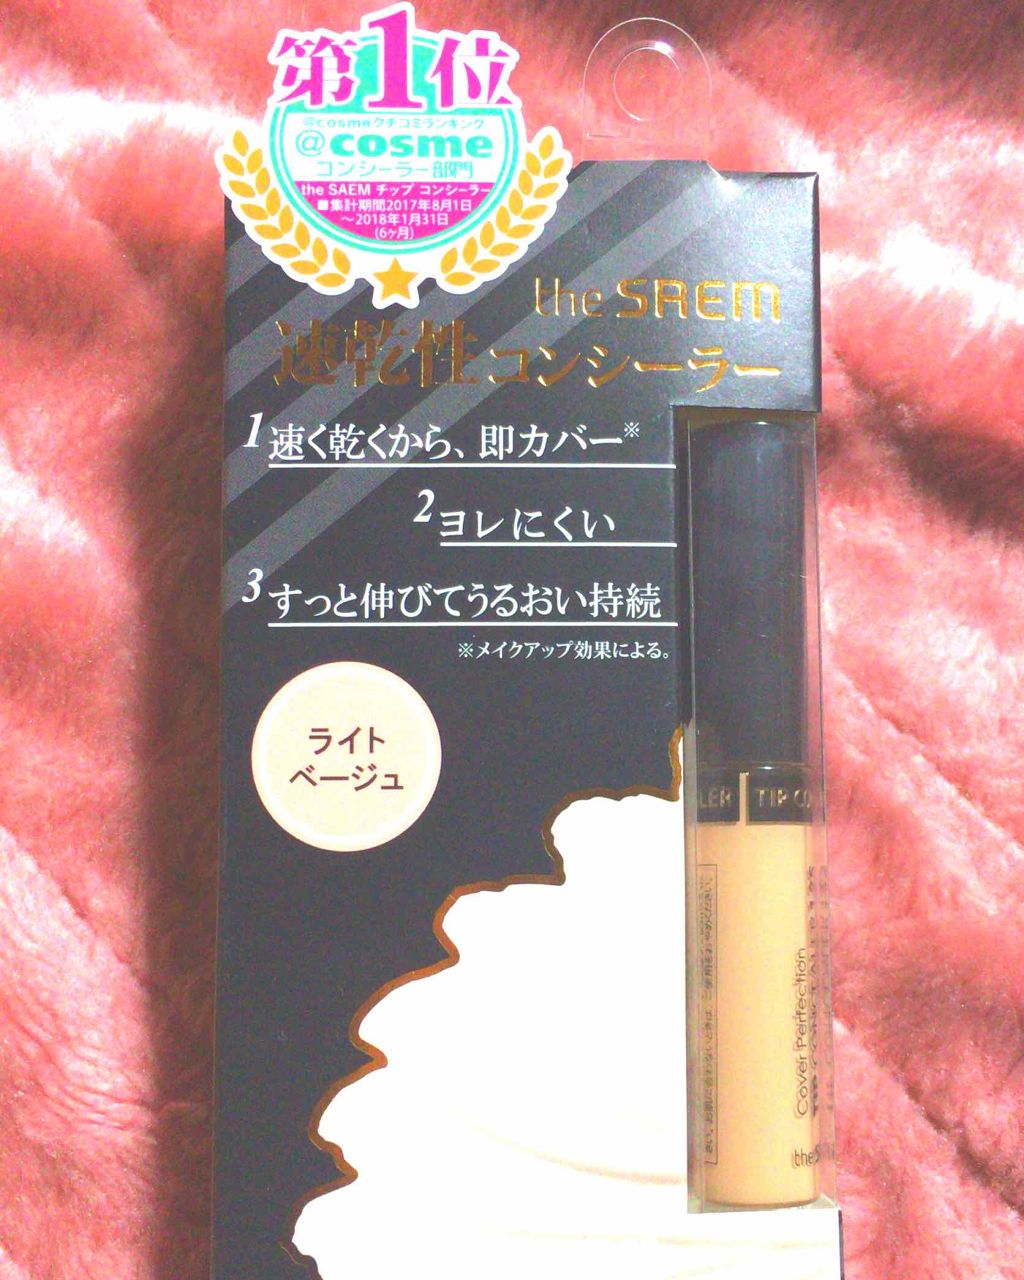 第1位
@cosmeクチコミランキング
@cosme
コンシーラー部門
the SAEM チップ コンシーラー
■集計期間2017年8月1日
～2018年1月31日
(6ヶ月)
the SAEM
速乾性コンシーラー
1 速く乾くから、即カバー※
2 ヨレにくい
3 すっと伸びてうるおい持続
※メイクアップ効果による。
ライト
ベージュ
LER TIP CO
Cover Perfection
the S